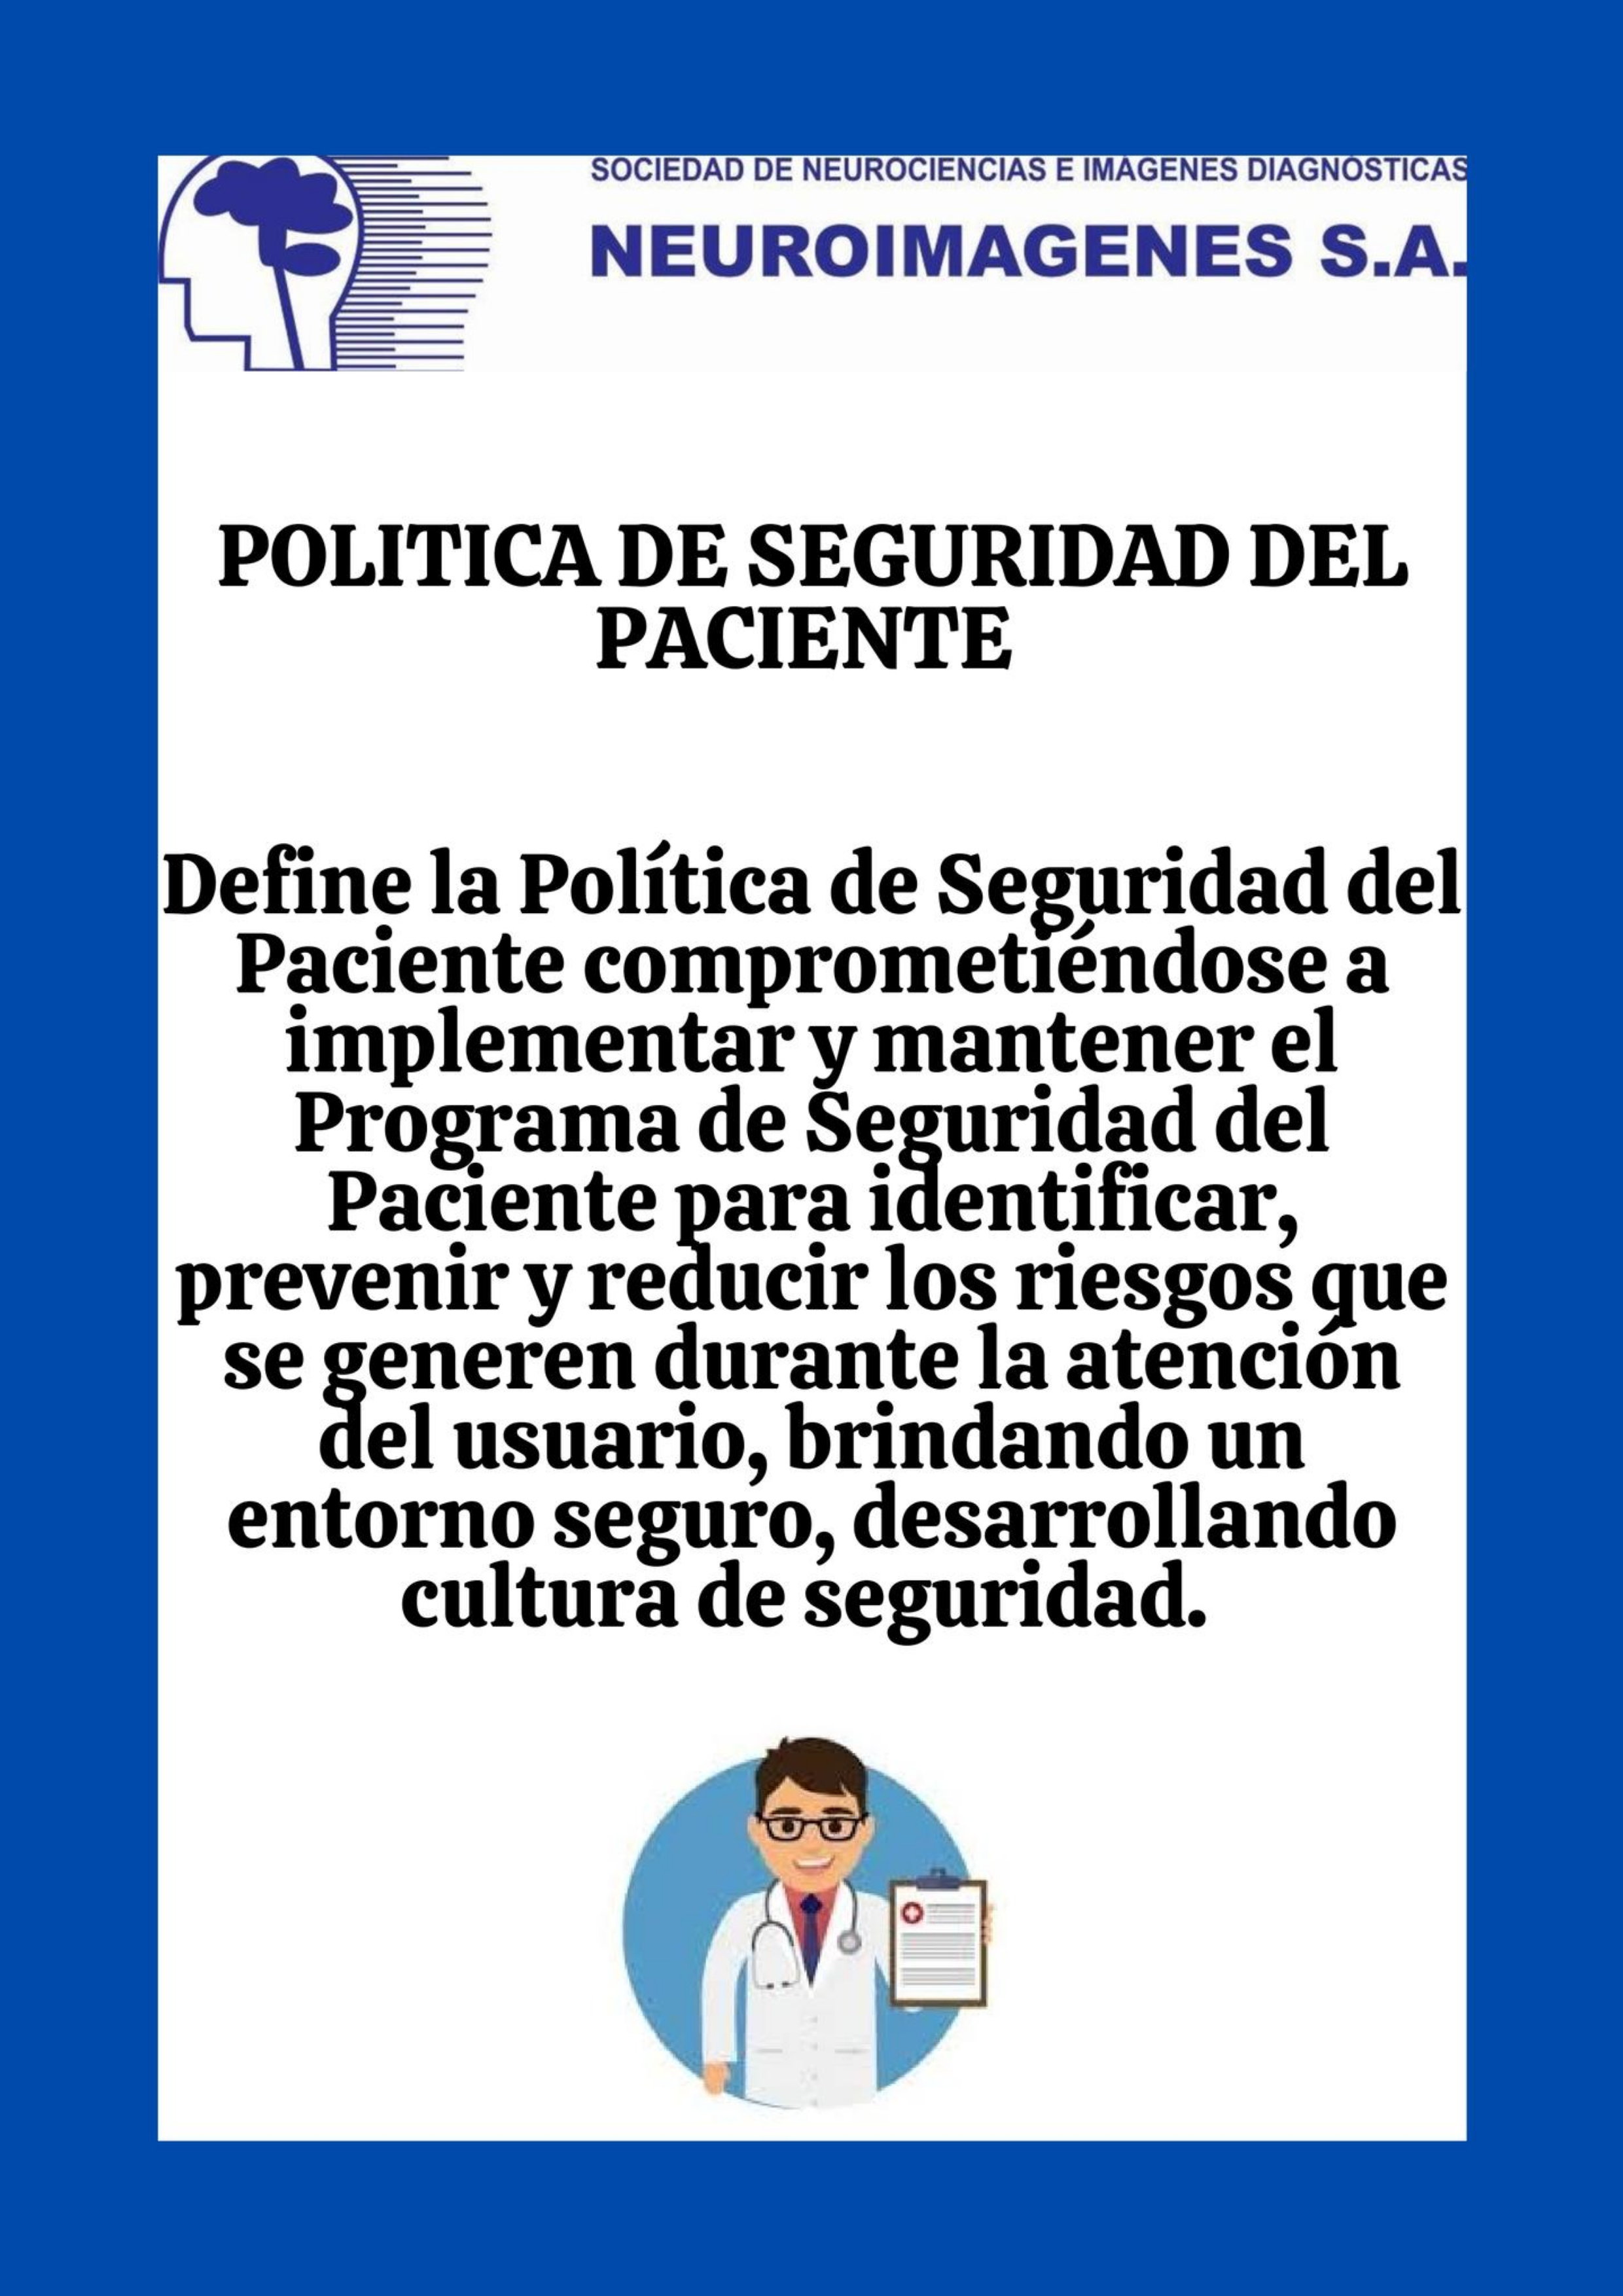 SOCIEDAD DE NEUROCIENCIAS E IMÁGENES DIAGNÓSTICAS
NEUROIMAGENES S.A.
POLITICA DE SEGURIDAD DEL
PACIENTE
Define la Política de Seguridad del
Paciente comprometiéndose a
implementar y mantener el
Programa de Seguridad del
Paciente para identificar,
prevenir y reducir los riesgos que
se generen durante la atención
del usuario, brindando un
entorno seguro, desarrollando
cultura de seguridad.